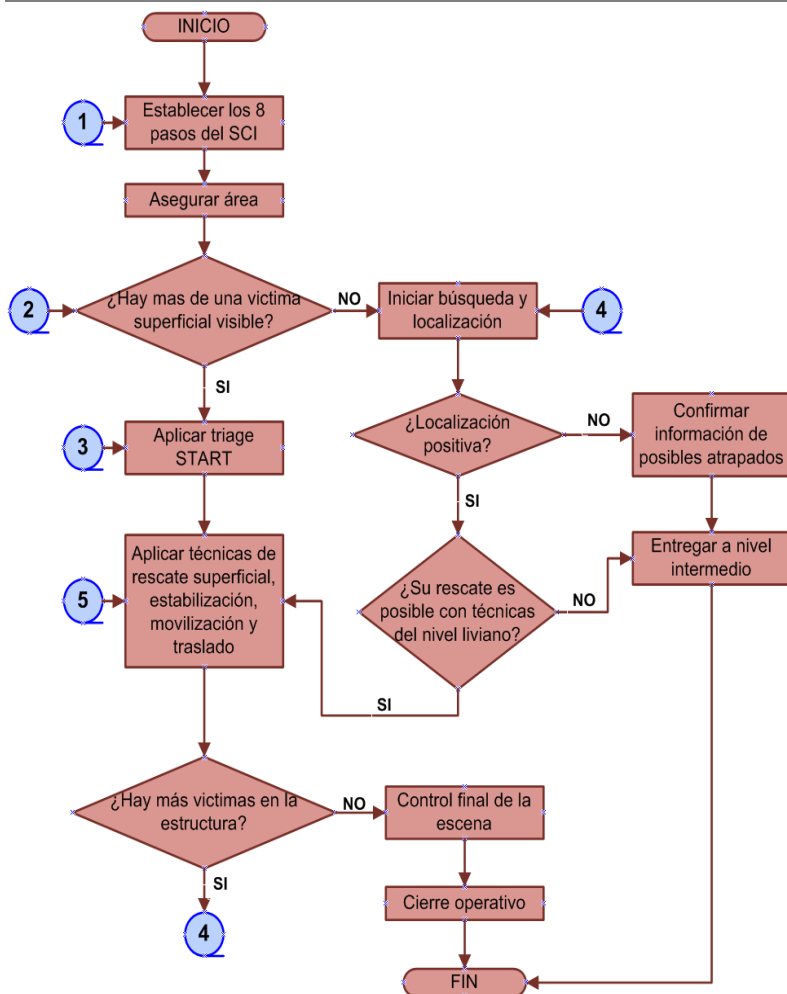 INICIO
1
Establecer los 8
pasos del SCI
Asegurar área
2
¿Hay mas de una victima
superficial visible?
NO
Iniciar búsqueda y
localización
4
SI
3
Aplicar triage
START
¿Localización
positiva?
NO
Confirmar
información de
posibles atrapados
SI
5
Aplicar técnicas de
rescate superficial,
estabilización,
movilización y
traslado
¿Su rescate es
posible con técnicas
del nivel liviano?
NO
Entregar a nivel
intermedio
SI
¿Hay más victimas en la
estructura?
NO
Control final de la
escena
SI
4
Cierre operativo
FIN